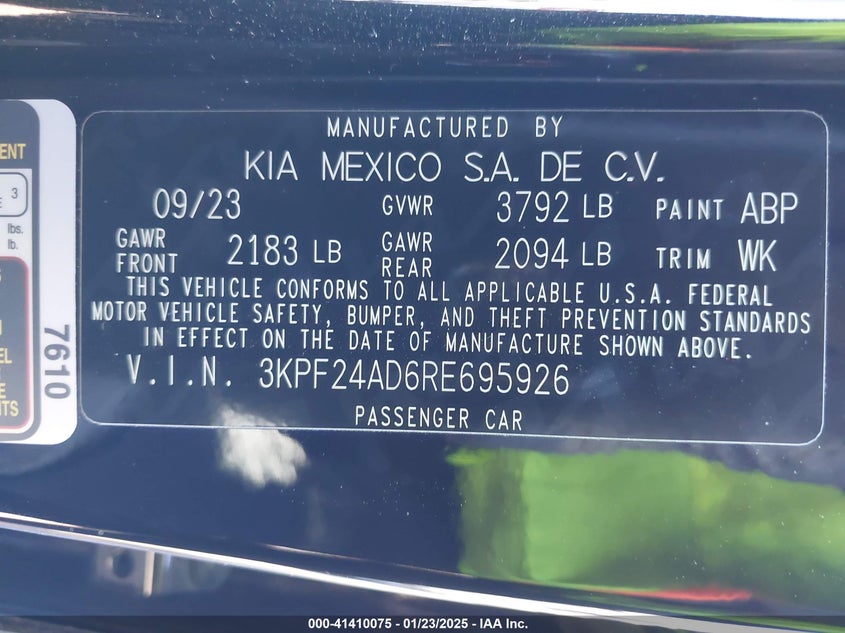 MANUFACTURED BY
KIA MEXICO S.A. DE C.V.
09/23 GVWR 3792 LB PAINT ABP
GAWR FRONT 2183 LB GAWR REAR 2094 LB TRIM WK
THIS VEHICLE CONFORMS TO ALL APPLICABLE U.S.A. FEDERAL
MOTOR VEHICLE SAFETY, BUMPER, AND THEFT PREVENTION STANDARDS
IN EFFECT ON THE DATE OF MANUFACTURE SHOWN ABOVE.
V.I.N. 3KPF24AD6RE695926
PASSENGER CAR
3
lbs.
lb.
7610
000-41410075 - 01/23/2025 - IAA Inc.